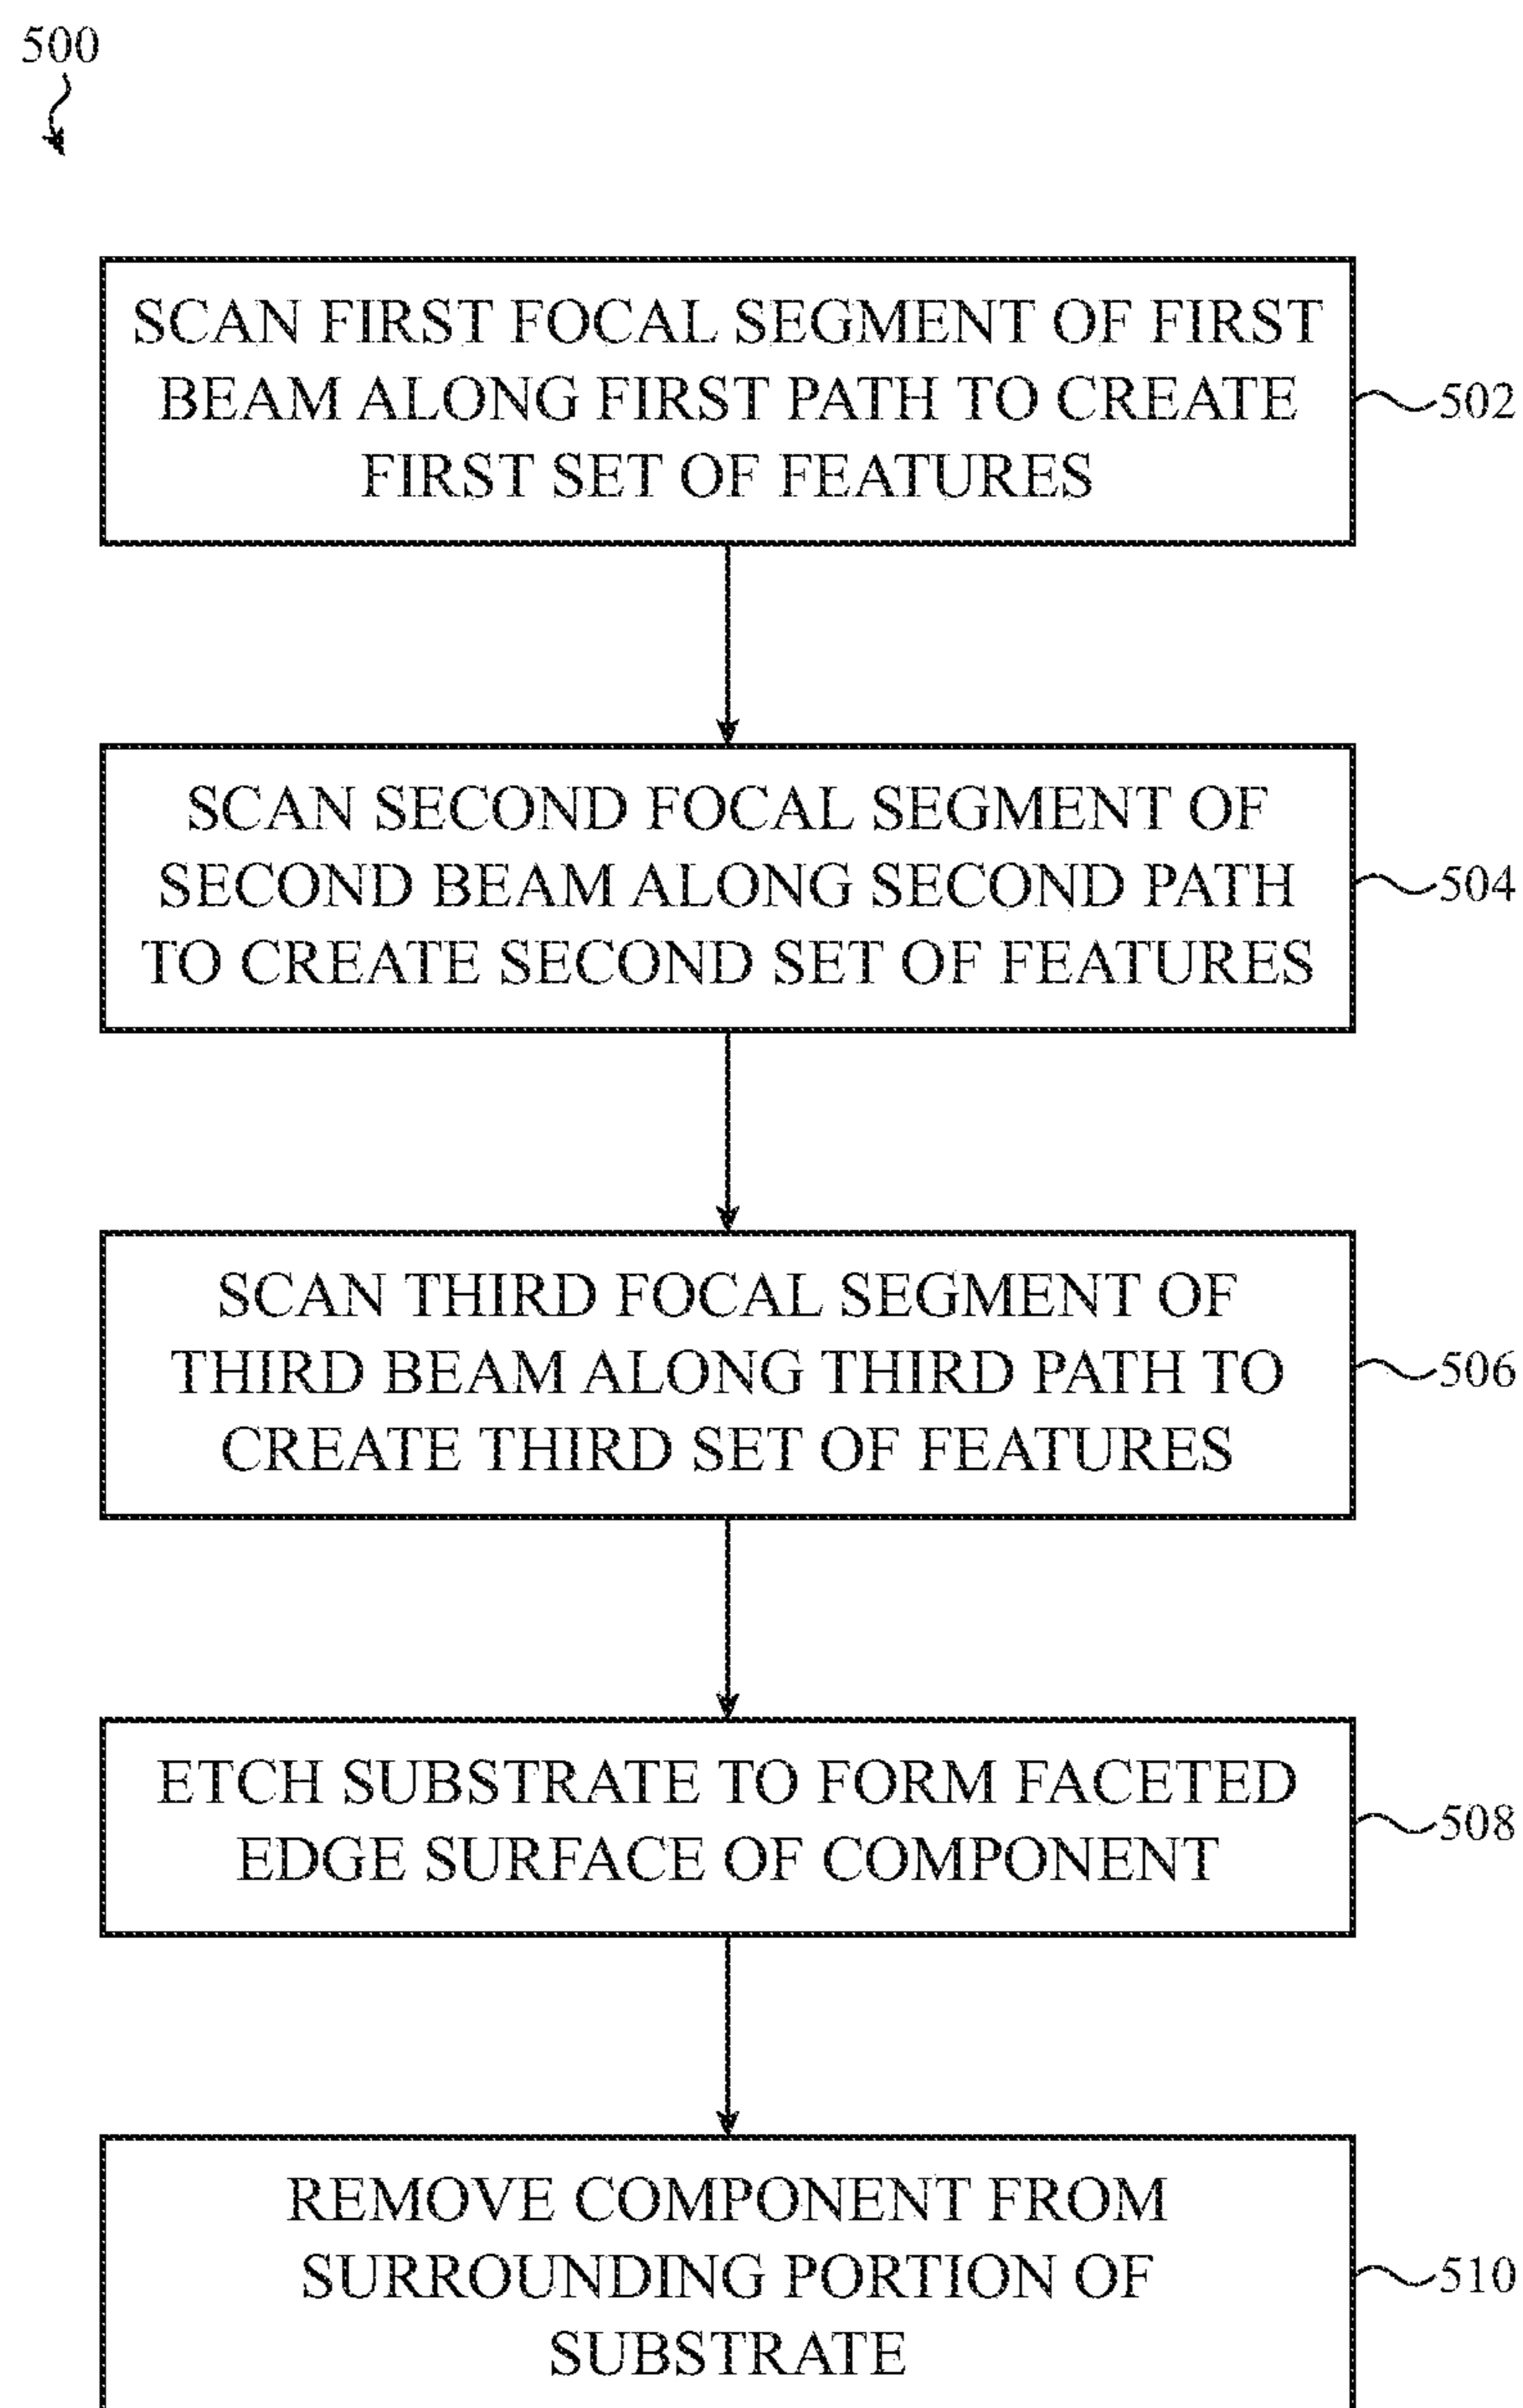 500
SCAN FIRST FOCAL SEGMENT OF FIRST
BEAM ALONG FIRST PATH TO CREATE
FIRST SET OF FEATURES
502
SCAN SECOND FOCAL SEGMENT OF
SECOND BEAM ALONG SECOND PATH
TO CREATE SECOND SET OF FEATURES
504
SCAN THIRD FOCAL SEGMENT OF
THIRD BEAM ALONG THIRD PATH TO
CREATE THIRD SET OF FEATURES
506
ETCH SUBSTRATE TO FORM FACETED
EDGE SURFACE OF COMPONENT
508
REMOVE COMPONENT FROM
SURROUNDING PORTION OF
SUBSTRATE
510